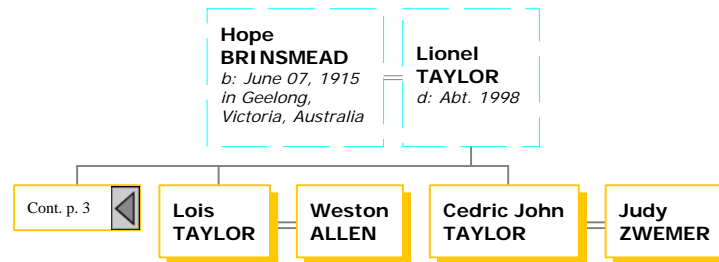 Hope
BRINSMEAD
b: June 07, 1915
in Geelong,
Victoria, Australia
Lionel
TAYLOR
d: Abt. 1998
Cont. p. 3
Lois
TAYLOR
Weston
ALLEN
Cedric John
TAYLOR
Judy
ZWEMER